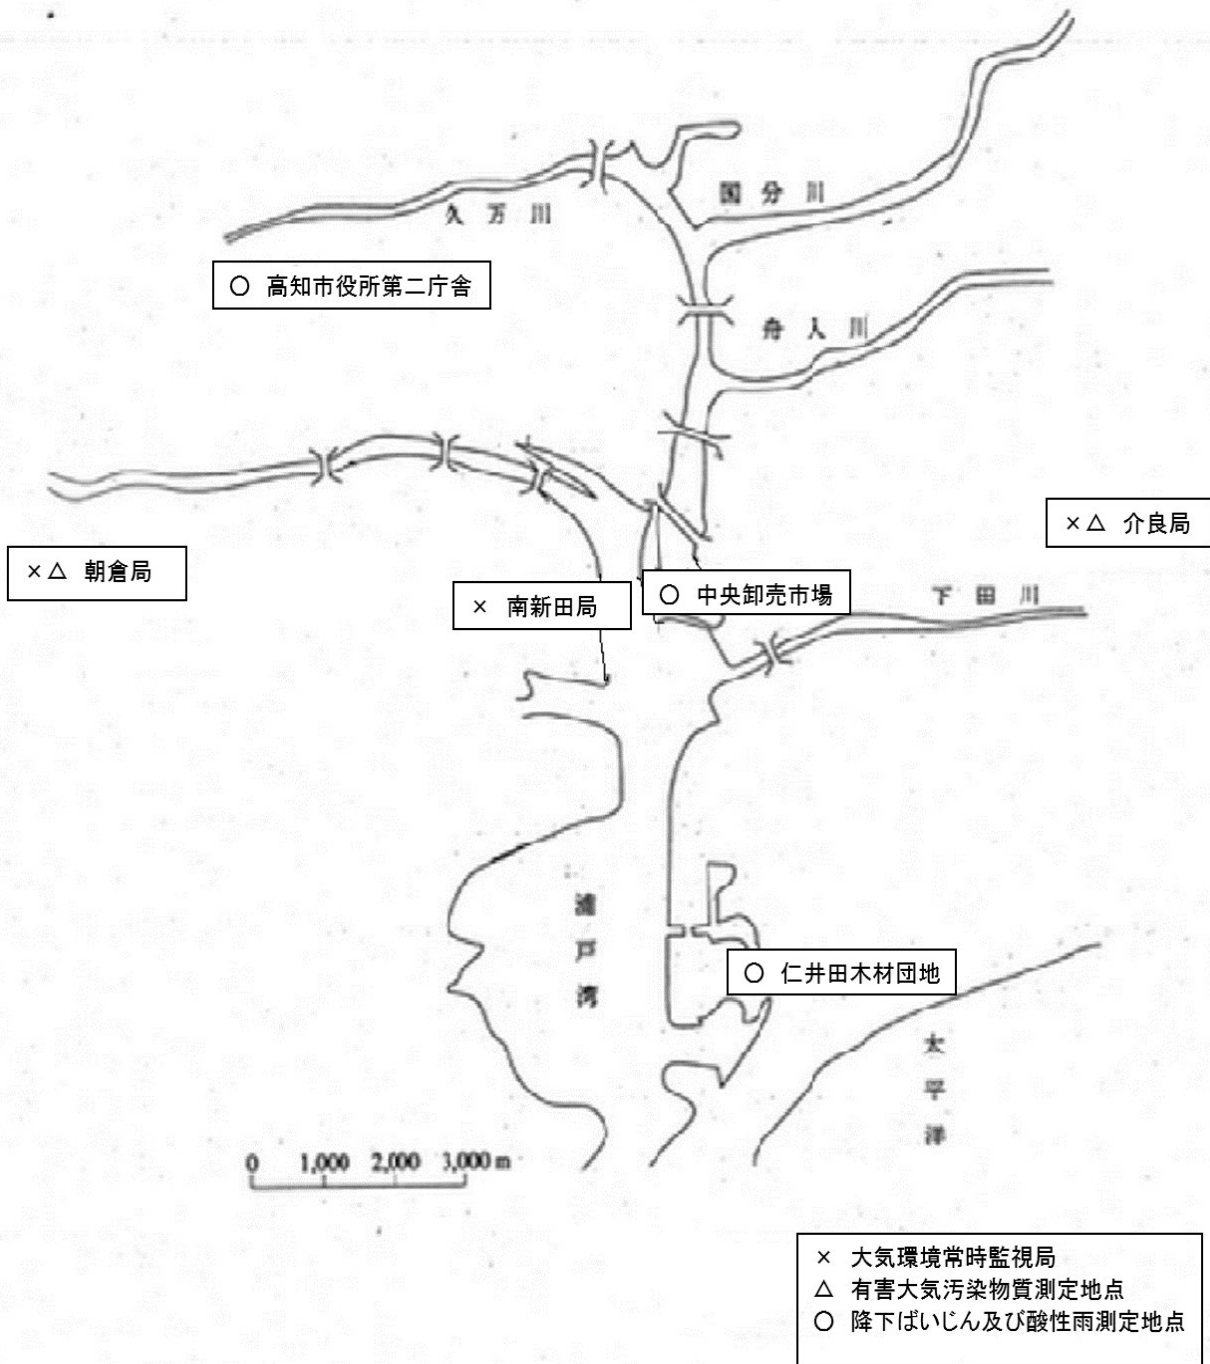 国分川
久万川
○ 高知市役所第二庁舎
舟入川
×△ 介良局
×△ 朝倉局
× 南新田局
○ 中央卸売市場
下田川
浦戸湾
○ 仁井田木材団地
太平洋
0 1,000 2,000 3,000m
× 大気環境常時監視局
△ 有害大気汚染物質測定地点
○ 降下ばいじん及び酸性雨測定地点